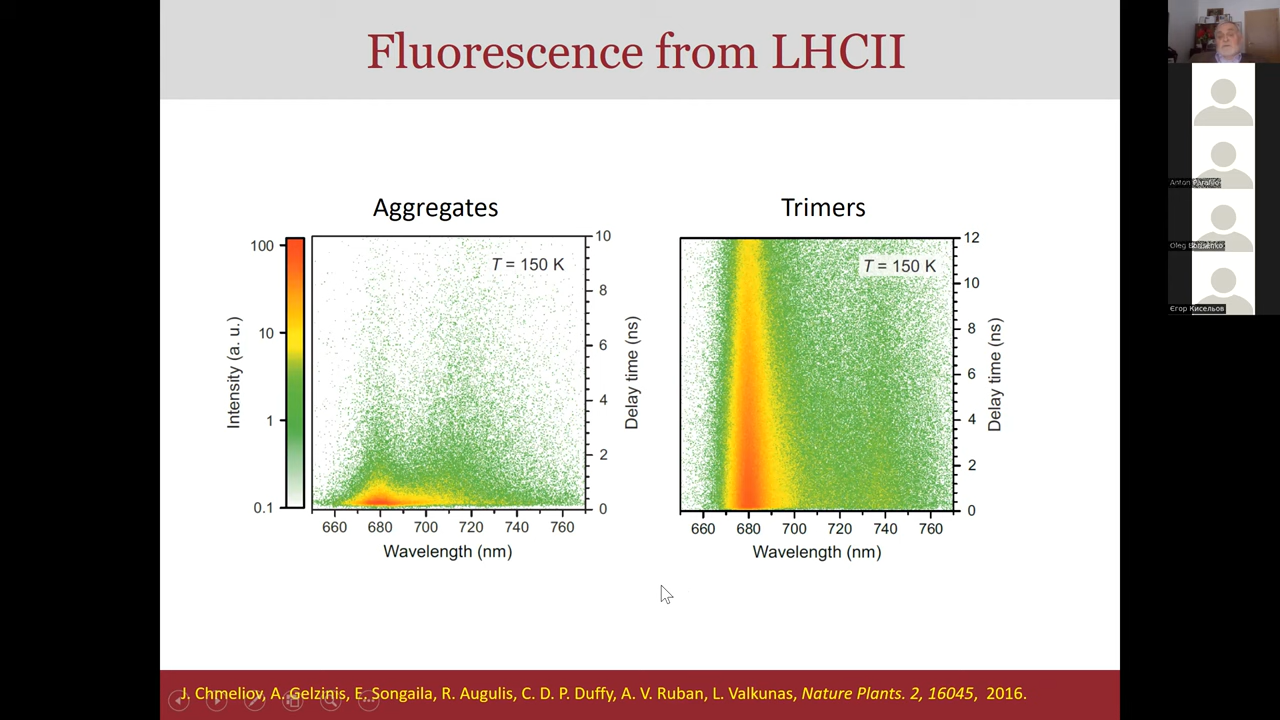 Fluorescence from LHCII
Aggregates
Trimers
Intensity (a. u.)
100
10
1
0.1
T = 150 K
10
8
6
4
2
0
Delay time (ns)
660 680 700 720 740 760
Wavelength (nm)
T = 150 K
12
10
8
6
4
2
0
Delay time (ns)
660 680 700 720 740 760
Wavelength (nm)
J. Chmeliov, A. Gelzinis, E. Songaila, R. Augulis, C. D. P. Duffy, A. V. Ruban, L. Valkunas, Nature Plants. 2, 16045, 2016.
Anton
Oleg
Єгор Кисельов